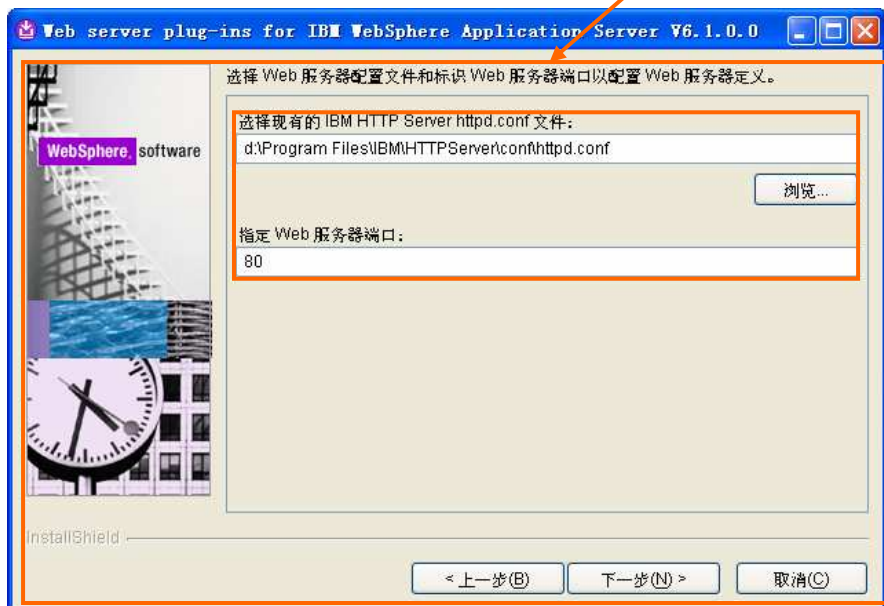 Web server plug-ins for IBM WebSphere Application Server V6.1.0.0
选择 Web 服务器配置文件和标识 Web 服务器端口以配置 Web 服务器定义。
WebSphere. software
选择现有的 IBM HTTP Server httpd.conf 文件：
d:\Program Files\IBM\HTTPServer\conf\httpd.conf
浏览...
指定 Web 服务器端口：
80
InstallShield
< 上一步(B)
下一步(N) >
取消(C)